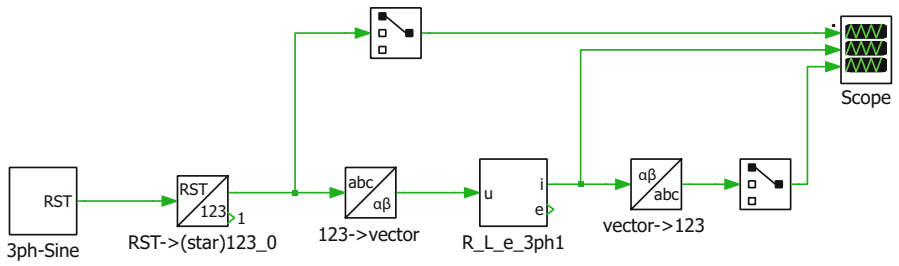 Scope
RST
3ph-Sine
RST
123
1
RST->(star)123_0
abc
αβ
123->vector
u
i
e
R_L_e_3ph1
αβ
abc
vector->123